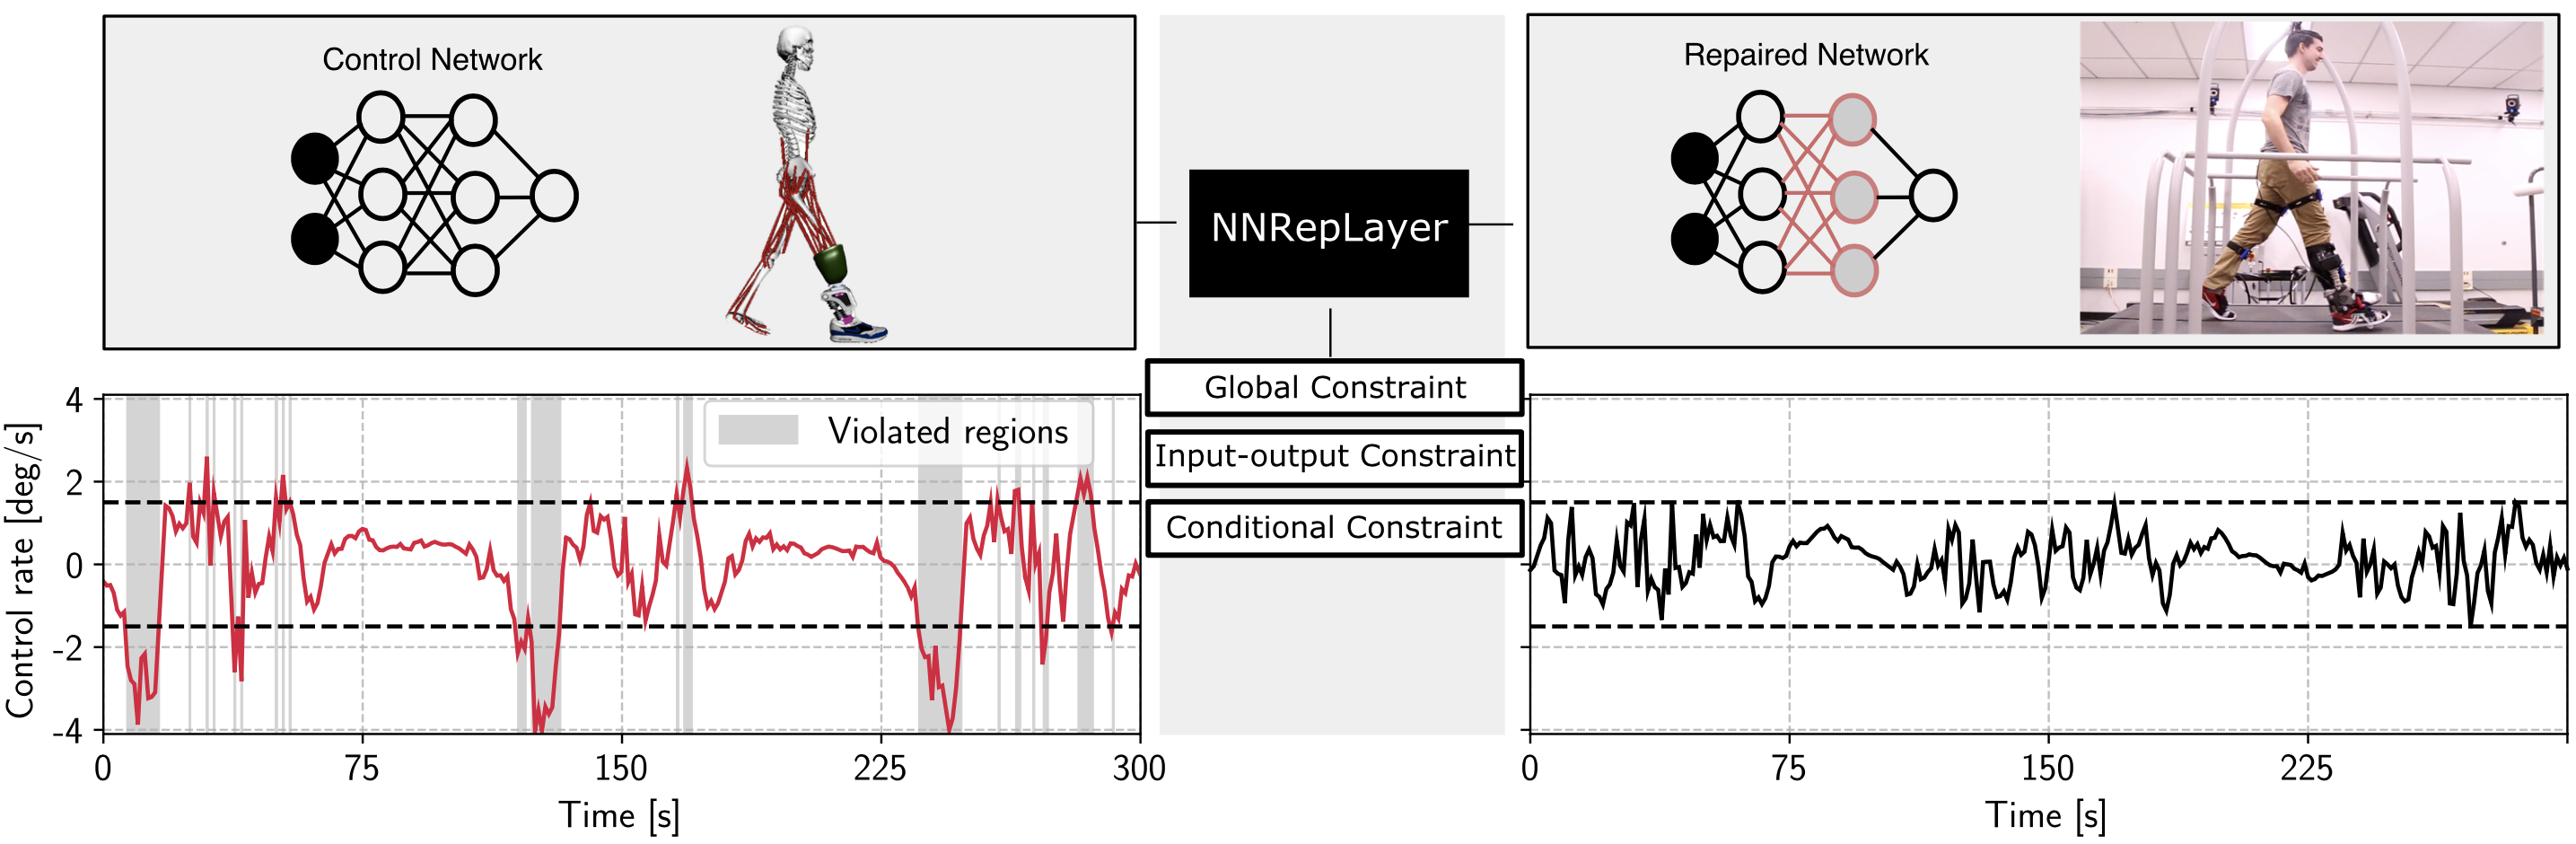 Control Network
NNRepLayer
Repaired Network
Global Constraint
Input-output Constraint
Conditional Constraint
Control rate [deg/s]
4
2
0
-2
-4
Violated regions
0 75 150 225 300
Time [s]
0 75 150 225
Time [s]